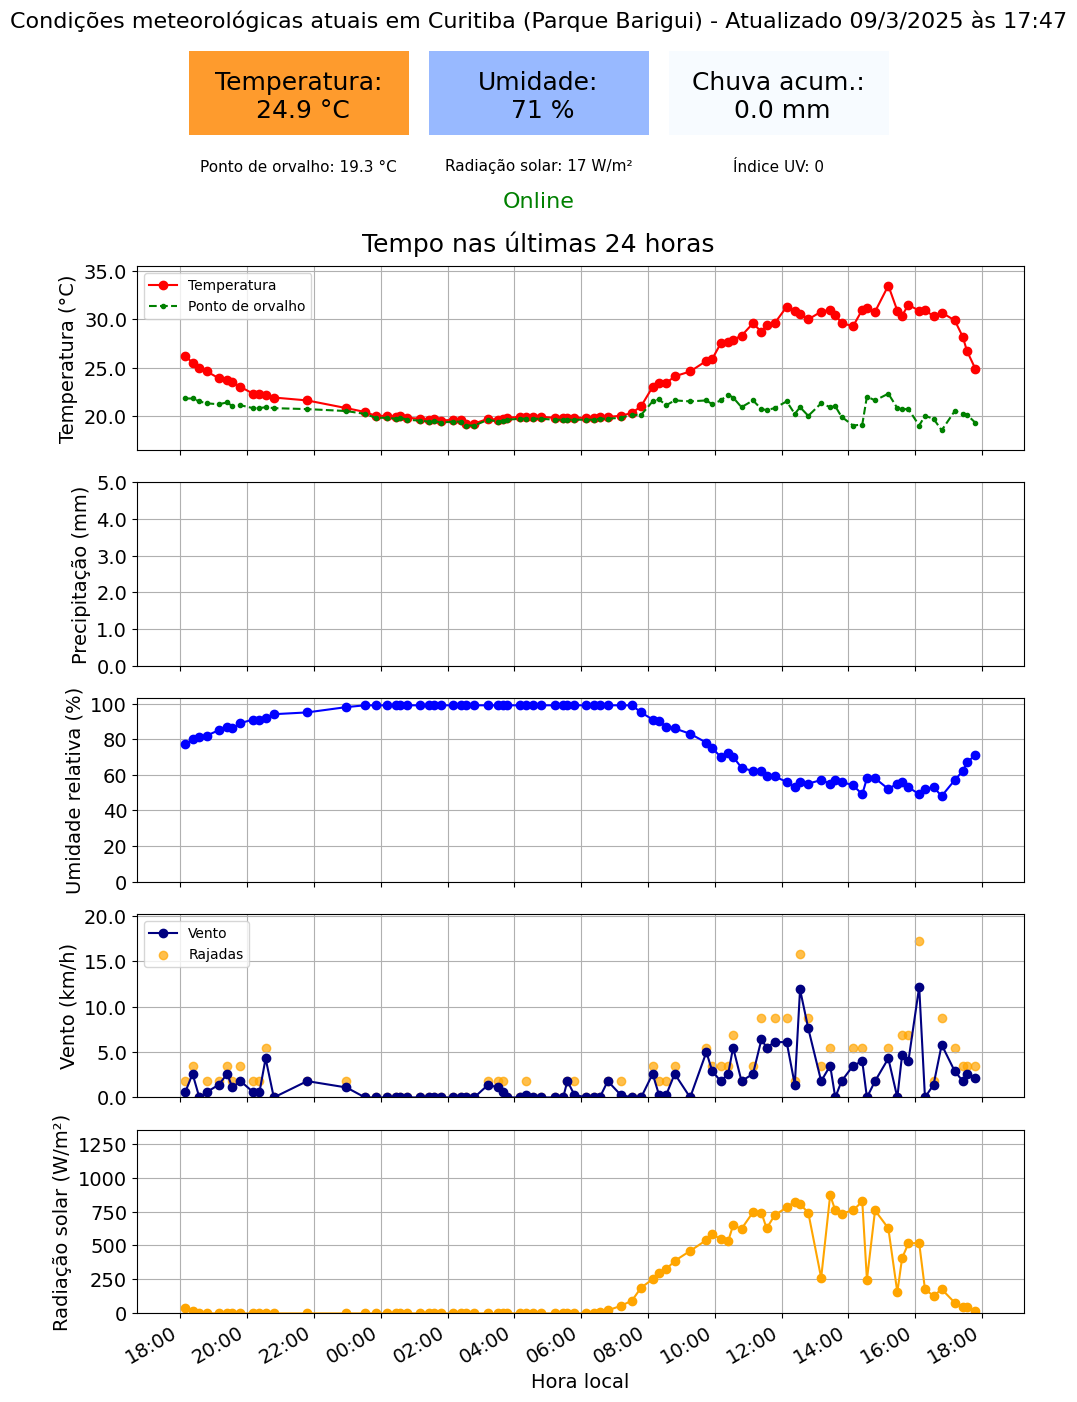 Condições meteorológicas atuais em Curitiba (Parque Barigui) - Atualizado 09/3/2025 às 17:47
Temperatura:
24.9 °C
Umidade:
71 %
Chuva acum.:
0.0 mm
Ponto de orvalho: 19.3 °C
Radiação solar: 17 W/m²
Índice UV: 0
Online
Tempo nas últimas 24 horas
Temperatura (°C)
35.0
30.0
25.0
20.0
Temperatura
Ponto de orvalho
Precipitação (mm)
5.0
4.0
3.0
2.0
1.0
0.0
Umidade relativa (%)
100
80
60
40
20
0
Vento (km/h)
20.0
15.0
10.0
5.0
0.0
Vento
Rajadas
Radiação solar (W/m²)
1250
1000
750
500
250
0
18:00
20:00
22:00
00:00
02:00
04:00
06:00
08:00
10:00
12:00
14:00
16:00
18:00
Hora local